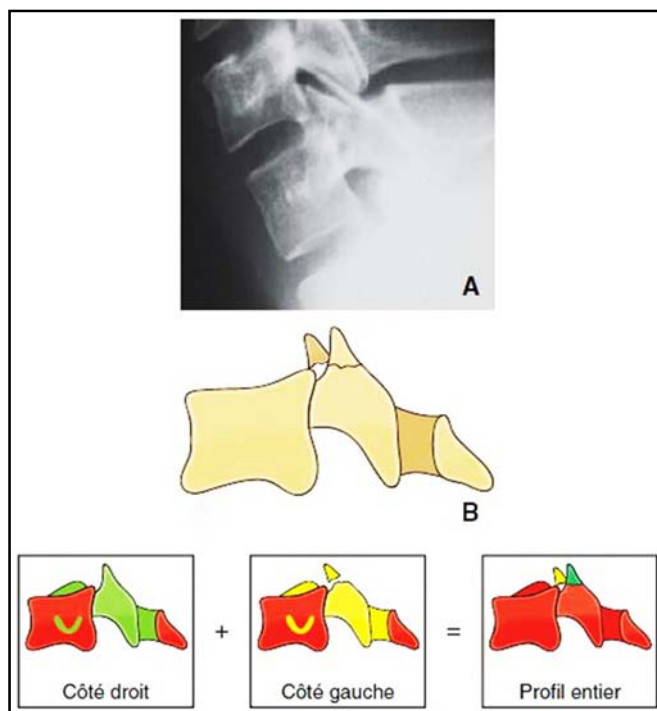 A
B
Côté droit
+
Côté gauche
=
Profil entier